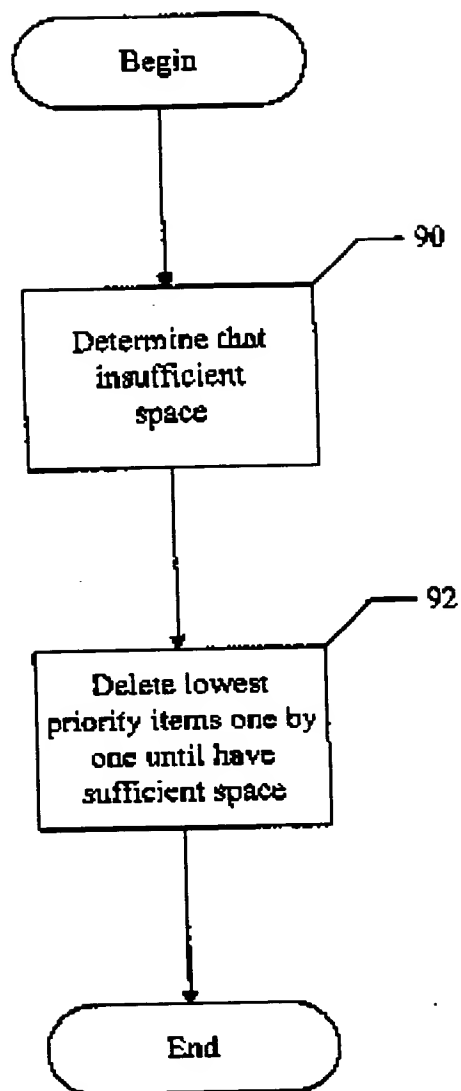 Begin
90
Determine that
insufficient
space
92
Delete lowest
priority items one by
one until have
sufficient space
End